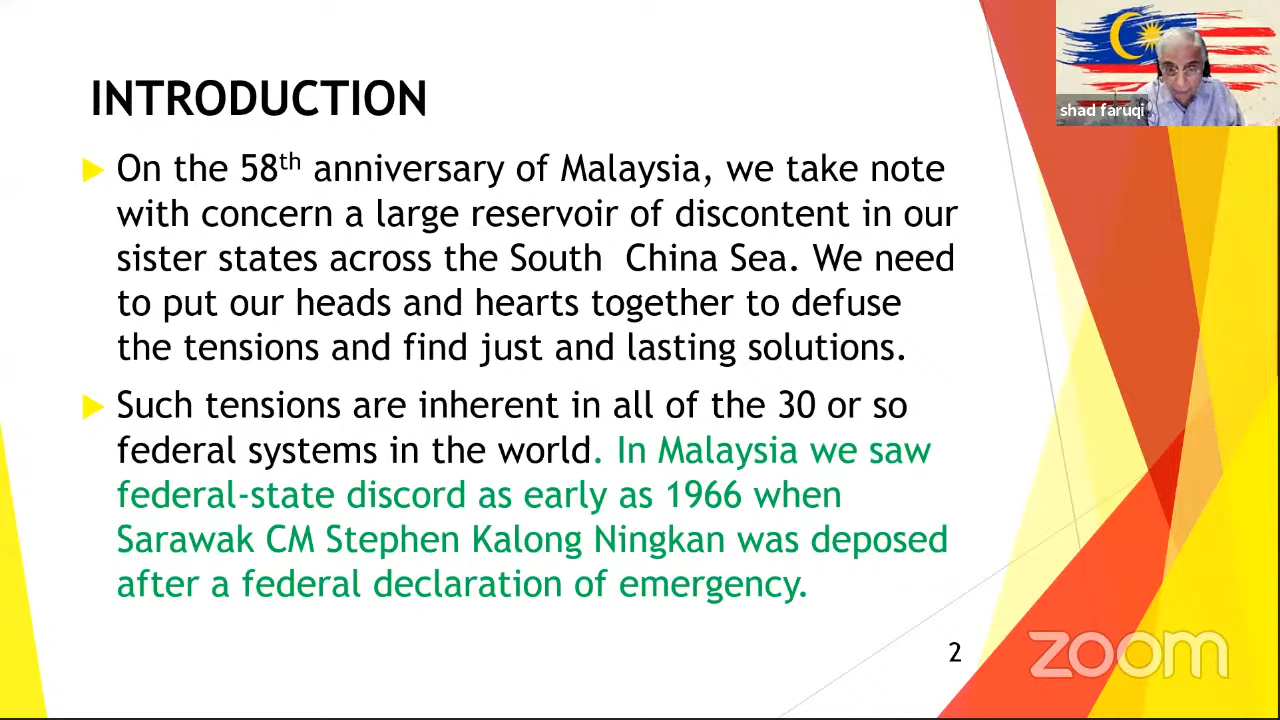 shad faruqi
INTRODUCTION
On the 58th anniversary of Malaysia, we take note
with concern a large reservoir of discontent in our
sister states across the South  China Sea. We need
to put our heads and hearts together to defuse
the tensions and find just and lasting solutions.
Such tensions are inherent in all of the 30 or so
federal systems in the world. In Malaysia we saw
federal-state discord as early as 1966 when
Sarawak CM Stephen Kalong Ningkan was deposed
after a federal declaration of emergency.
2
zoom